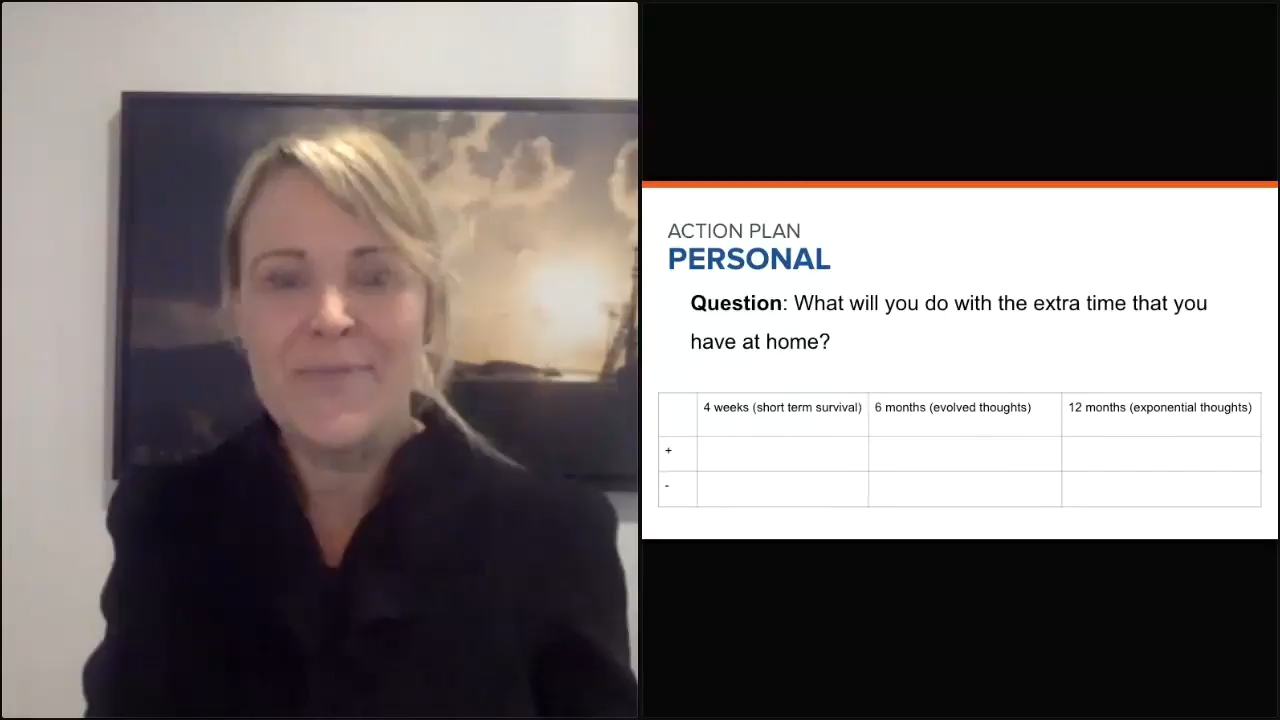 ACTION PLAN
PERSONAL
Question: What will you do with the extra time that you
have at home?
4 weeks (short term survival) 6 months (evolved thoughts) 12 months (exponential thoughts)
+
-